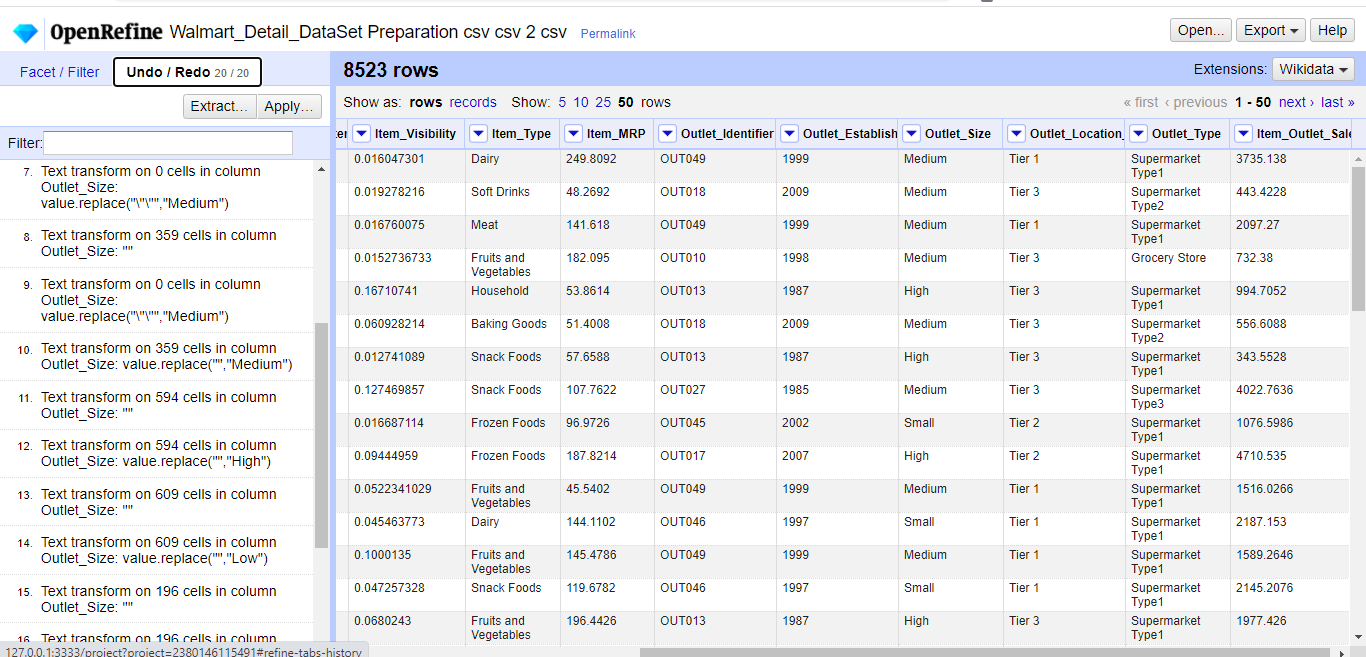 OpenRefine Walmart_Detail_DataSet Preparation csv csv 2 csv Permalink
Open... Export Help
Facet / Filter Undo / Redo 20 / 20
8523 rows
Extensions: Wikidata
Extract... Apply...
Show as: rows records Show: 5 10 25 50 rows
« first ‹ previous 1 - 50 next › last »
Filter:
7. Text transform on 0 cells in column
Outlet_Size:
value.replace("\"\"","Medium")
8. Text transform on 359 cells in column
Outlet_Size: ""
9. Text transform on 0 cells in column
Outlet_Size:
value.replace("\"\"","Medium")
10. Text transform on 359 cells in column
Outlet_Size: value.replace("","Medium")
11. Text transform on 594 cells in column
Outlet_Size: ""
12. Text transform on 594 cells in column
Outlet_Size: value.replace("","High")
13. Text transform on 609 cells in column
Outlet_Size: ""
14. Text transform on 609 cells in column
Outlet_Size: value.replace("","Low")
15. Text transform on 196 cells in column
Outlet_Size: ""
16. Text transform on 196 cells in column
127.0.0.1:3333/project?project=2380146115491#refine-tabs-history
Item_Visibility Item_Type Item_MRP Outlet_Identifier Outlet_Establish Outlet_Size Outlet_Location_ Outlet_Type Item_Outlet_Sale
0.016047301 Dairy 249.8092 OUT049 1999 Medium Tier 1 Supermarket
Type1 3735.138
0.019278216 Soft Drinks 48.2692 OUT018 2009 Medium Tier 3 Supermarket
Type2 443.4228
0.016760075 Meat 141.618 OUT049 1999 Medium Tier 1 Supermarket
Type1 2097.27
0.0152736733 Fruits and
Vegetables 182.095 OUT010 1998 Medium Tier 3 Grocery Store 732.38
0.16710741 Household 53.8614 OUT013 1987 High Tier 3 Supermarket
Type1 994.7052
0.060928214 Baking Goods 51.4008 OUT018 2009 Medium Tier 3 Supermarket
Type2 556.6088
0.012741089 Snack Foods 57.6588 OUT013 1987 High Tier 3 Supermarket
Type1 343.5528
0.127469857 Snack Foods 107.7622 OUT027 1985 Medium Tier 3 Supermarket
Type3 4022.7636
0.016687114 Frozen Foods 96.9726 OUT045 2002 Small Tier 2 Supermarket
Type1 1076.5986
0.09444959 Frozen Foods 187.8214 OUT017 2007 High Tier 2 Supermarket
Type1 4710.535
0.0522341029 Fruits and
Vegetables 45.5402 OUT049 1999 Medium Tier 1 Supermarket
Type1 1516.0266
0.045463773 Dairy 144.1102 OUT046 1997 Small Tier 1 Supermarket
Type1 2187.153
0.1000135 Fruits and
Vegetables 145.4786 OUT049 1999 Medium Tier 1 Supermarket
Type1 1589.2646
0.047257328 Snack Foods 119.6782 OUT046 1997 Small Tier 1 Supermarket
Type1 2145.2076
0.0680243 Fruits and
Vegetables 196.4426 OUT013 1987 High Tier 3 Supermarket
Type1 1977.426